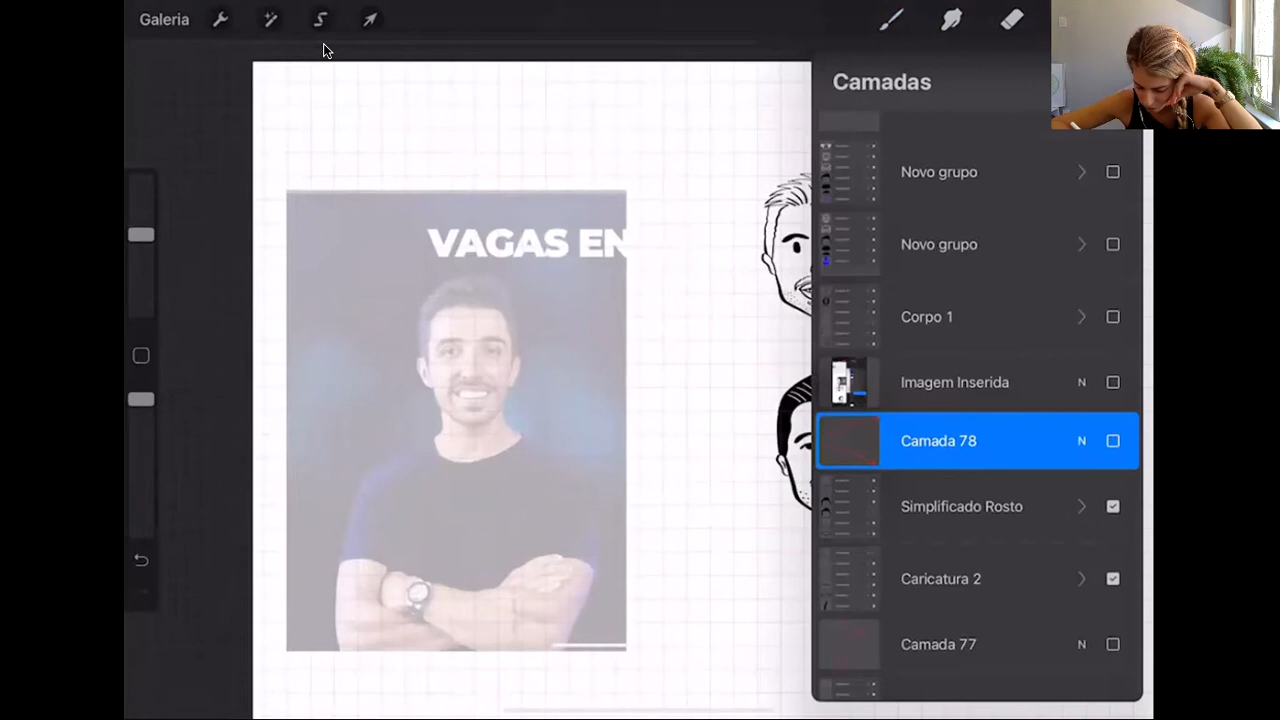 Galeria
Camadas
Novo grupo
VAGAS EN
Novo grupo
Corpo 1
Imagem Inserida N
Camada 78 N
Simplificado Rosto
Caricatura 2
Camada 77 N